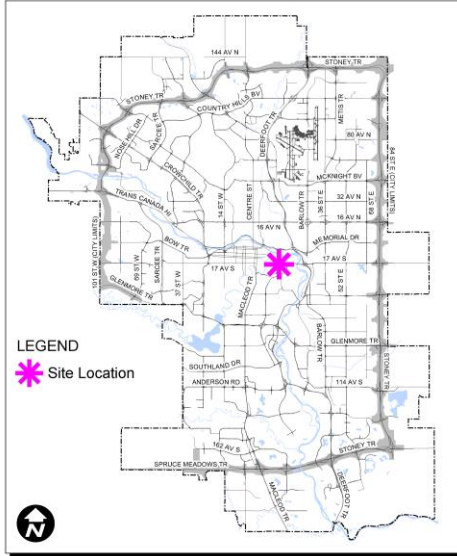 144 AV N
STONEY TR
STONEY TR
COUNTRY HILLS BV
METIS TR
NOSE HILL DR
SARCEE TR
DEERFOOT TR
80 AV N
CROWCHILD TR
MCKNIGHT BV
84 ST E (CITY LIMITS)
TRANS CANADA HI
14 ST W
CENTRE ST
BARLOW TR
36 ST E
32 AV N
68 ST E
16 AV N
16 AV N
101 ST W (CITY LIMITS)
BOW TR
MEMORIAL DR
17 AV S
17 AV S
69 ST W
SARCEE TR
37 ST W
MACLEOD TR
52 ST E
GLENMORE TR
BARLOW TR
GLENMORE TR
LEGEND
Site Location
SOUTHLAND DR
STONEY TR
ANDERSON RD
114 AV S
162 AV S
STONEY TR
SPRUCE MEADOWS TR
MACLEOD TR
DEERFOOT TR
N